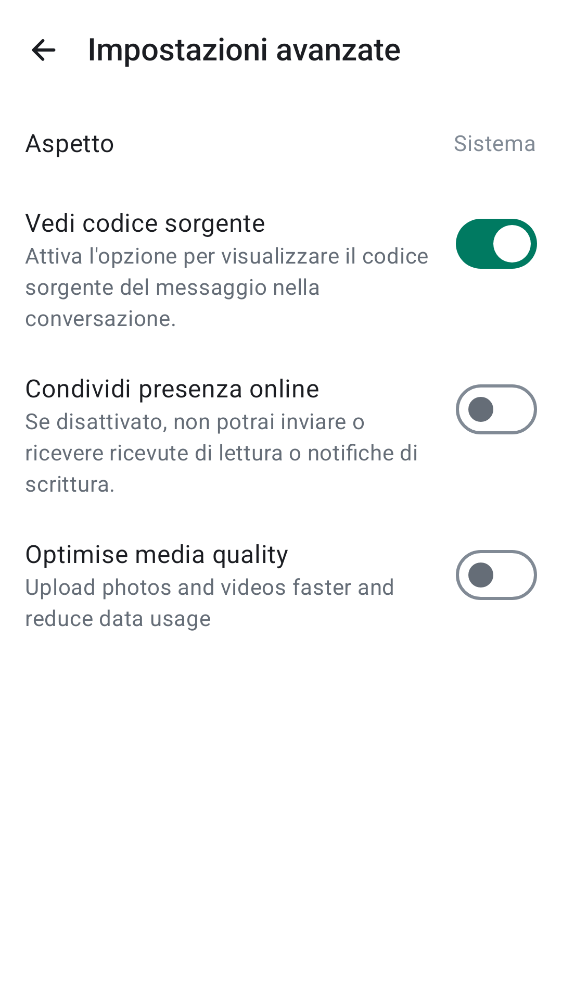 Impostazioni avanzate
Aspetto
Sistema
Vedi codice sorgente
Attiva l'opzione per visualizzare il codice
sorgente del messaggio nella
conversazione.
Condividi presenza online
Se disattivato, non potrai inviare o
ricevere ricevute di lettura o notifiche di
scrittura.
Optimise media quality
Upload photos and videos faster and
reduce data usage